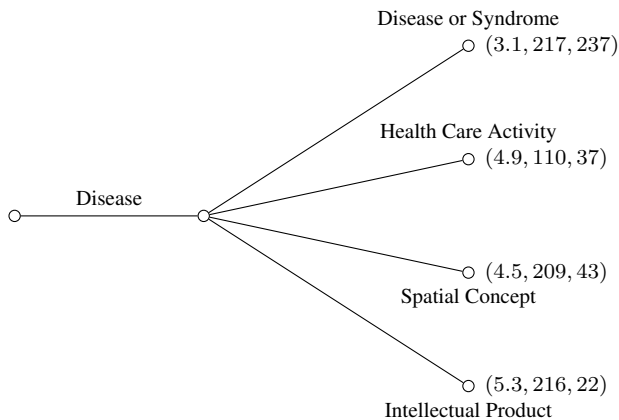 Disease or Syndrome
(3.1, 217, 237)
Health Care Activity
(4.9, 110, 37)
Disease
(4.5, 209, 43)
Spatial Concept
(5.3, 216, 22)
Intellectual Product